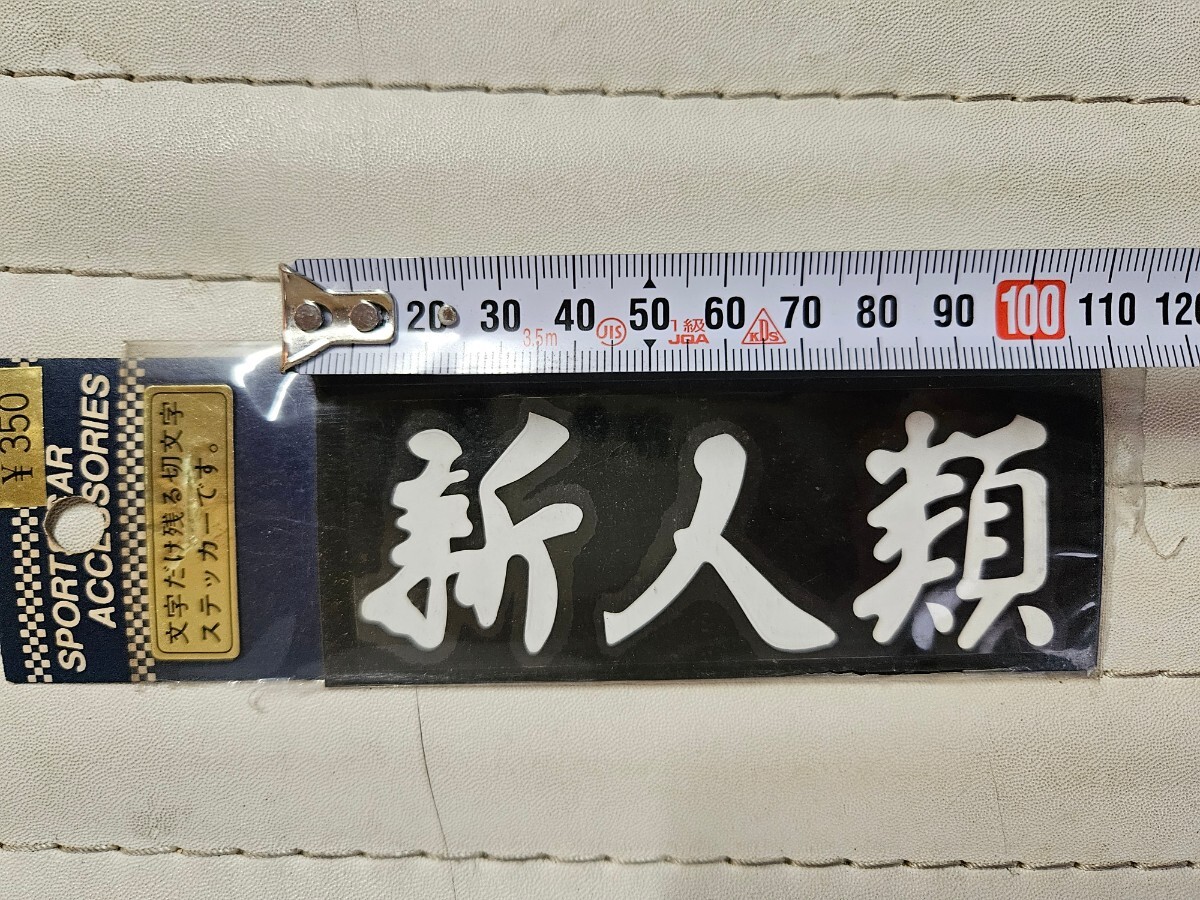 20 30 40 50 60 70 80 90 100 110 120
3.5m JIS 1級 JQA KDS
¥350
SPORT CAR
ACCESSORIES
文字だけ残る切文字
ステッカーです。
新人類